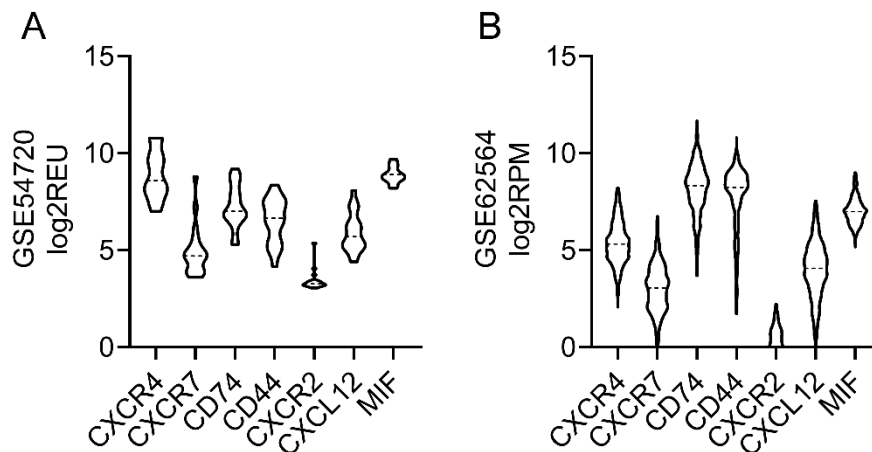 A
GSE54720
log2REU
15
10
5
0
CXCR4
CXCR7
CD74
CD44
CXCR2
CXCL12
MIF
B
GSE62564
log2RPM
15
10
5
0
CXCR4
CXCR7
CD74
CD44
CXCR2
CXCL12
MIF